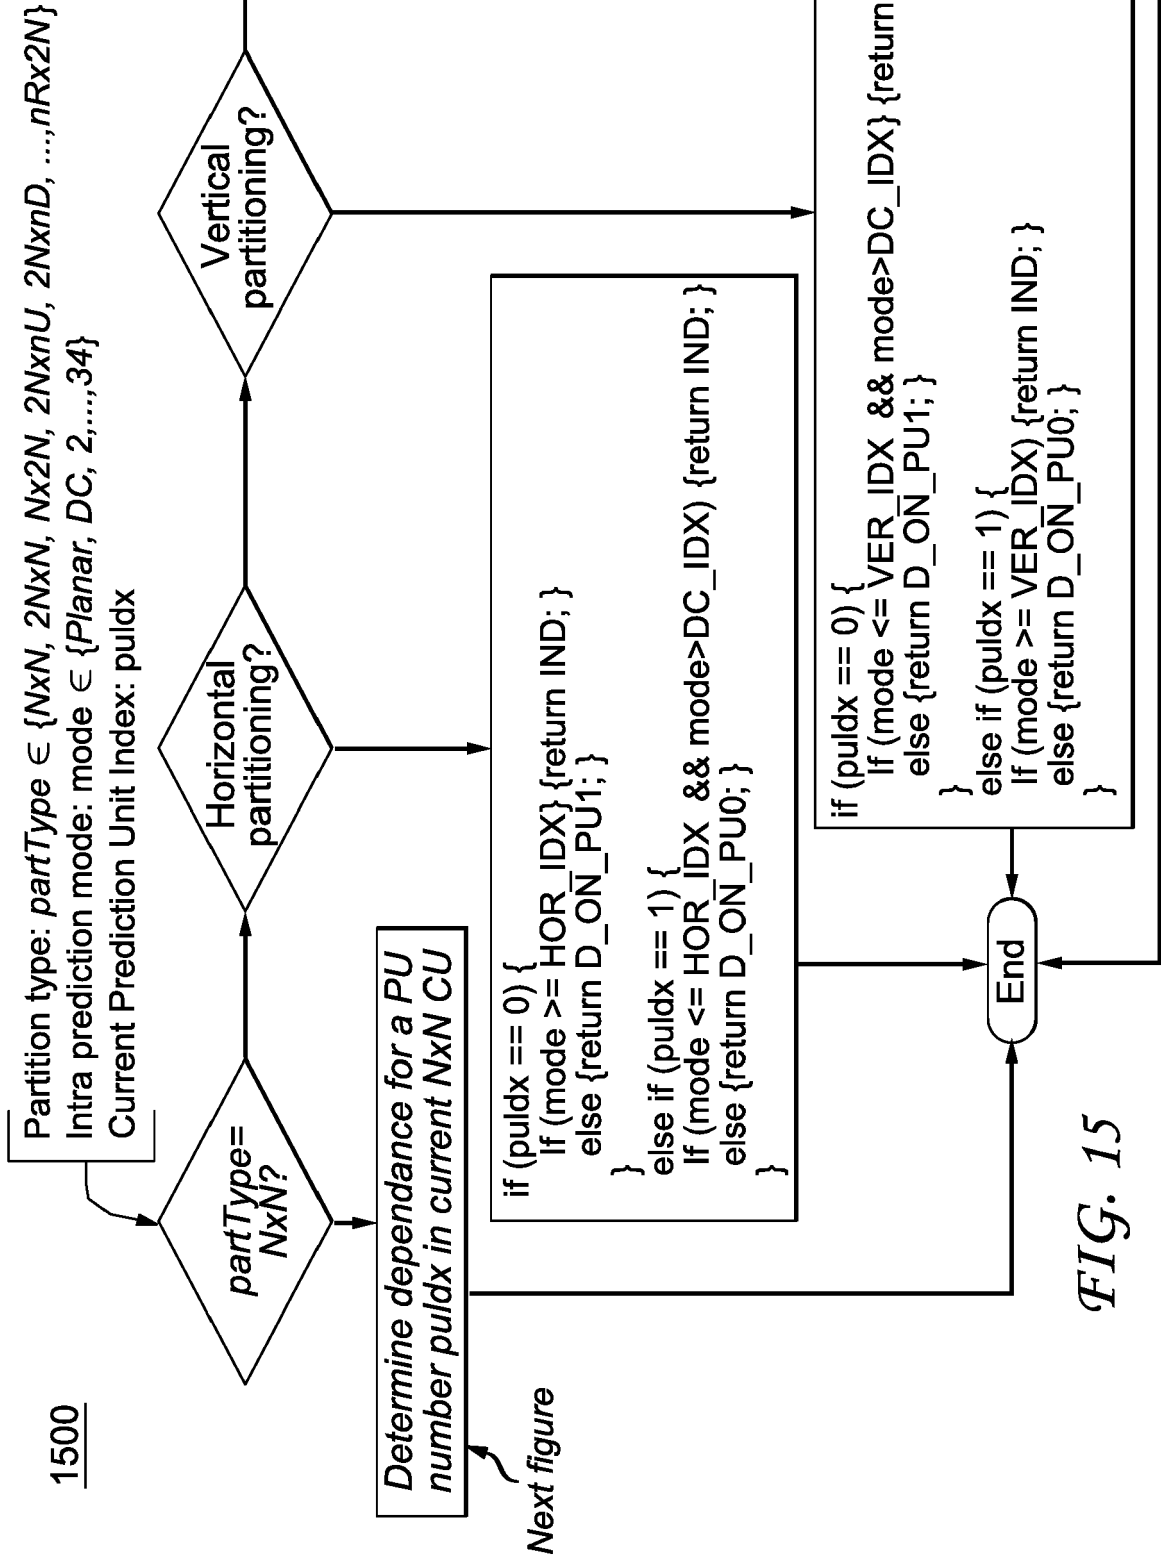 1500
Partition type: partType ∈ {NxN, 2NxN, Nx2N, 2NxnU, 2NxnD, ...,nRx2N}
Intra prediction mode: mode ∈ {Planar, DC, 2,...,34}
Current Prediction Unit Index: puIdx
partType=
NxN?
Horizontal
partitioning?
Vertical
partitioning?
Determine dependance for a PU
number puIdx in current NxN CU
Next figure
if (puIdx == 0) {
If (mode >= HOR_IDX} {return IND; }
else {return D_ON_PU1; }
}
else if (puIdx == 1) {
If (mode <= HOR_IDX && mode>DC_IDX) {return IND; }
else {return D_ON_PU0; }
}
if (puIdx == 0) {
If (mode <= VER_IDX && mode>DC_IDX} {return
else {return D_ON_PU1; }
}
else if (puIdx == 1) {
If (mode >= VER_IDX) {return IND; }
else {return D_ON_PU0; }
}
End
FIG. 15